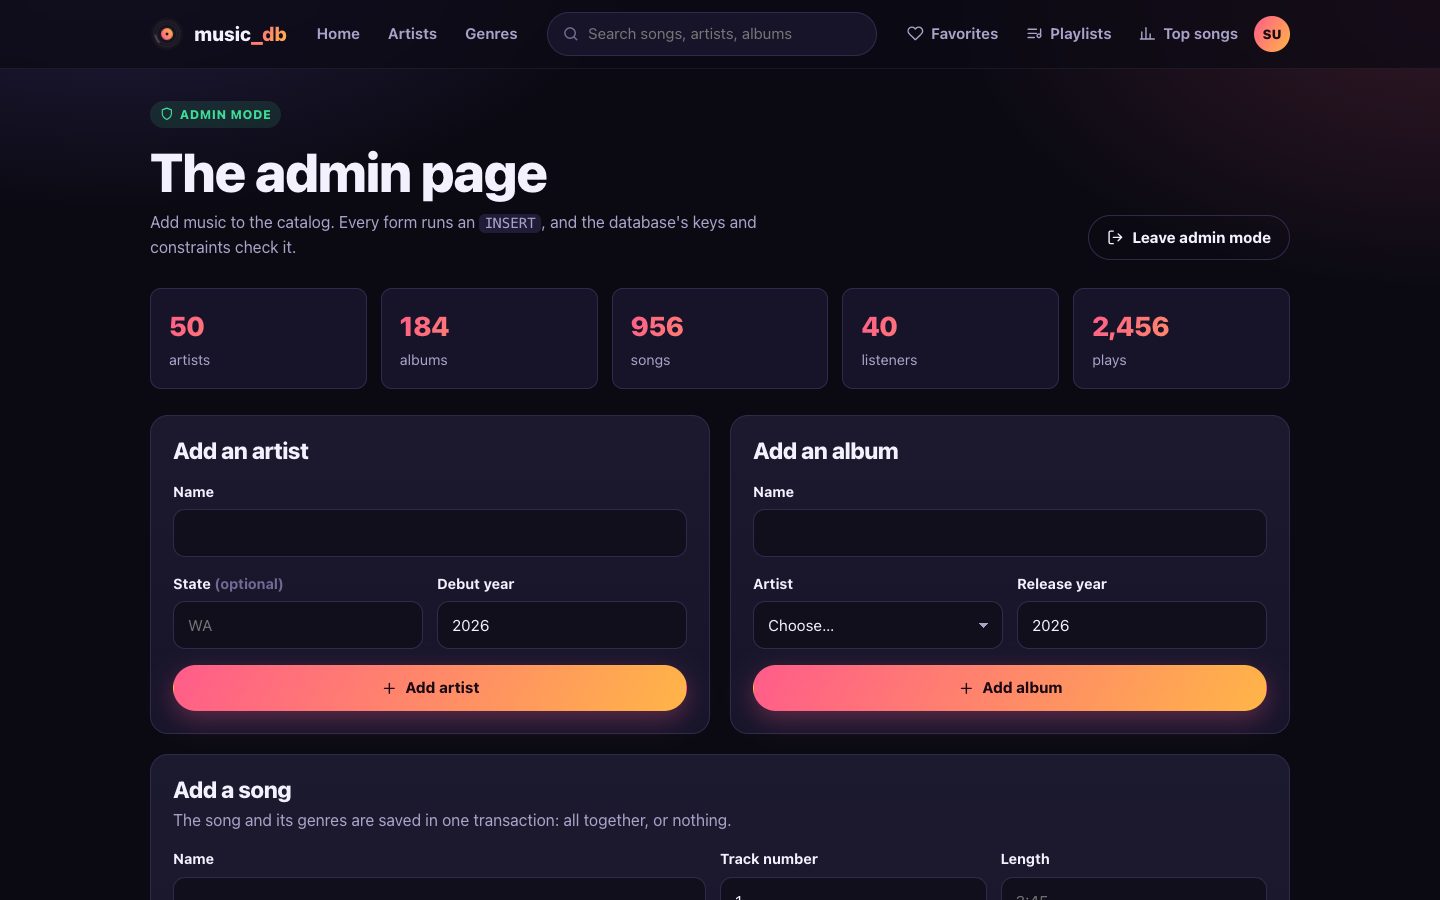 music_db
Home
Artists
Genres
Search songs, artists, albums
Favorites
Playlists
Top songs
SU
ADMIN MODE
The admin page
Add music to the catalog. Every form runs an INSERT, and the database's keys and
constraints check it.
Leave admin mode
50
artists
184
albums
956
songs
40
listeners
2,456
plays
Add an artist
Name
State (optional)
Debut year
WA
2026
+ Add artist
Add an album
Name
Artist
Release year
Choose...
2026
+ Add album
Add a song
The song and its genres are saved in one transaction: all together, or nothing.
Name
Track number
Length